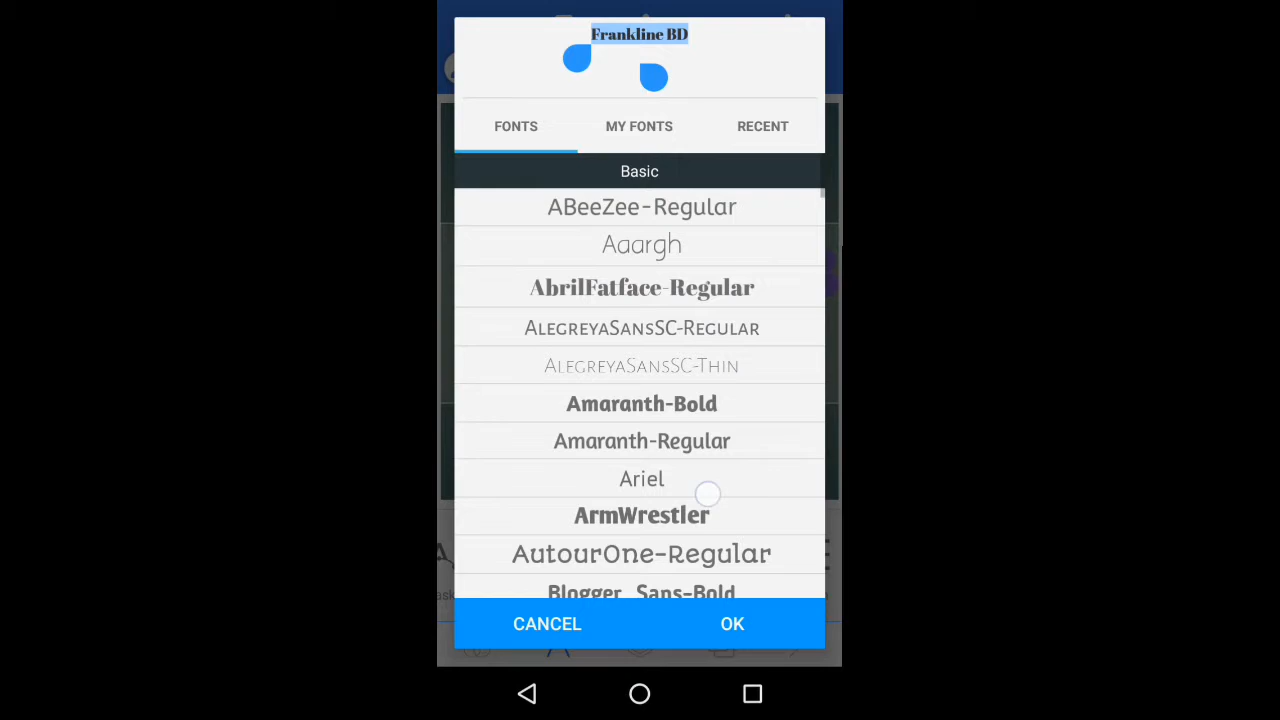 Frankline BD
FONTS
MY FONTS
RECENT
Basic
ABeeZee-Regular
Aaargh
AbrilFatface-Regular
AlegreyaSansSC-Regular
AlegreyaSansSC-Thin
Amaranth-Bold
Amaranth-Regular
Ariel
ArmWrestler
AutourOne-Regular
Blogger_Sans-Bold
CANCEL
OK